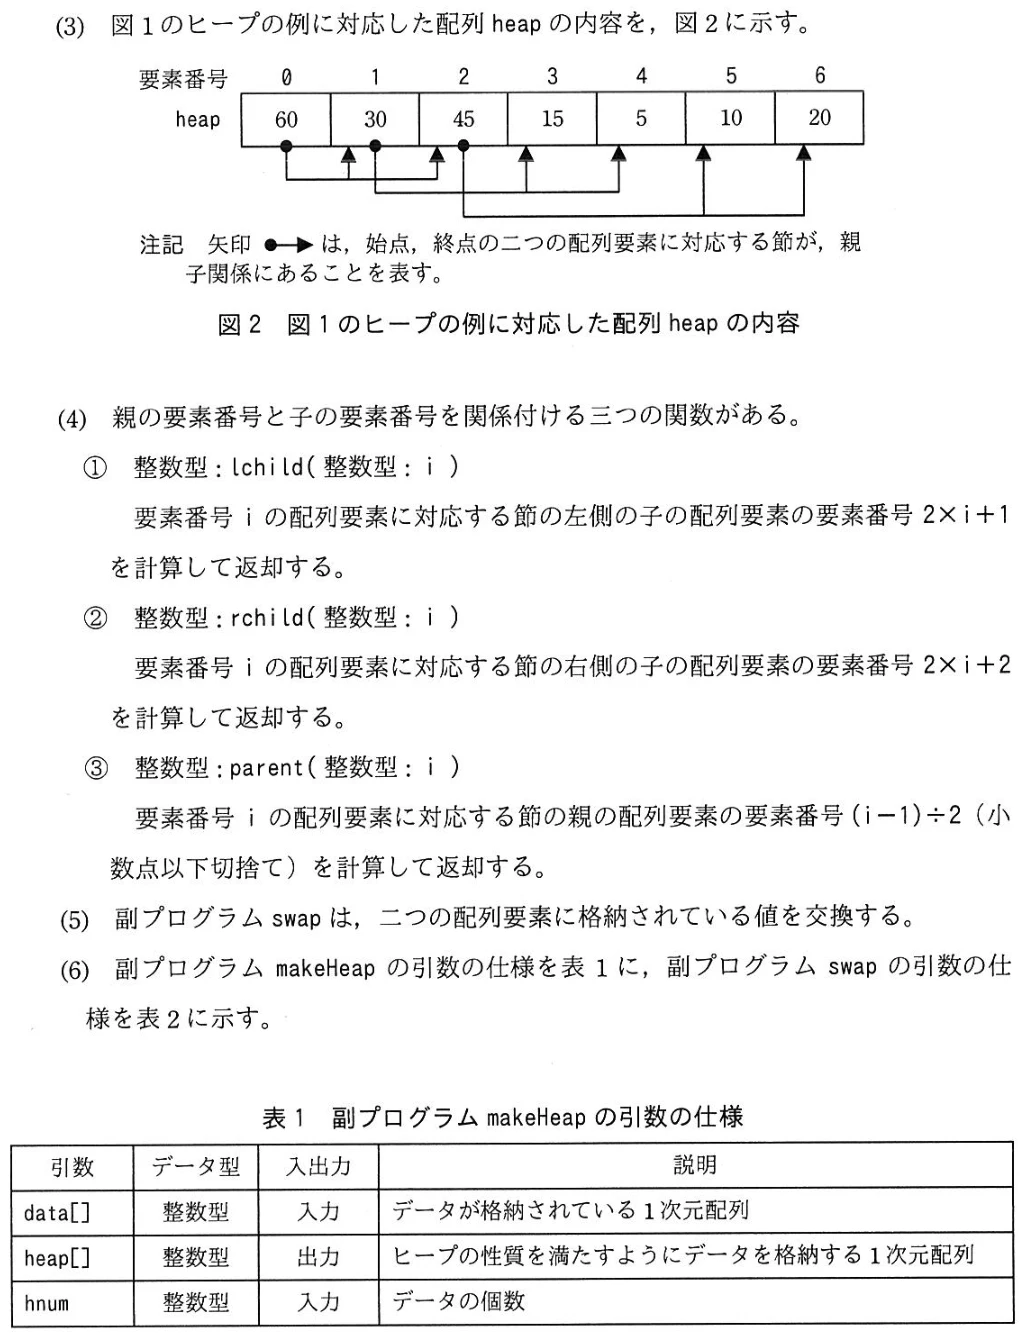 (3) 図1のヒープの例に対応した配列 heap の内容を，図2に示す。
要素番号 0 1 2 3 4 5 6
heap 60 30 45 15 5 10 20
注記 矢印 ●→ は，始点，終点の二つの配列要素に対応する節が，親
子関係にあることを表す。
図2 図1のヒープの例に対応した配列 heap の内容
(4) 親の要素番号と子の要素番号を関係付ける三つの関数がある。
① 整数型：lchild( 整数型： i )
要素番号 i の配列要素に対応する節の左側の子の配列要素の要素番号 2×i＋1
を計算して返却する。
② 整数型：rchild( 整数型： i )
要素番号 i の配列要素に対応する節の右側の子の配列要素の要素番号 2×i＋2
を計算して返却する。
③ 整数型：parent( 整数型： i )
要素番号 i の配列要素に対応する節の親の配列要素の要素番号 (i－1)÷2（小
数点以下切捨て）を計算して返却する。
(5) 副プログラム swap は，二つの配列要素に格納されている値を交換する。
(6) 副プログラム makeHeap の引数の仕様を表1に，副プログラム swap の引数の仕
様を表2に示す。
表1 副プログラム makeHeap の引数の仕様
引数 データ型 入出力 説明
data[] 整数型 入力 データが格納されている1次元配列
heap[] 整数型 出力 ヒープの性質を満たすようにデータを格納する1次元配列
hnum 整数型 入力 データの個数